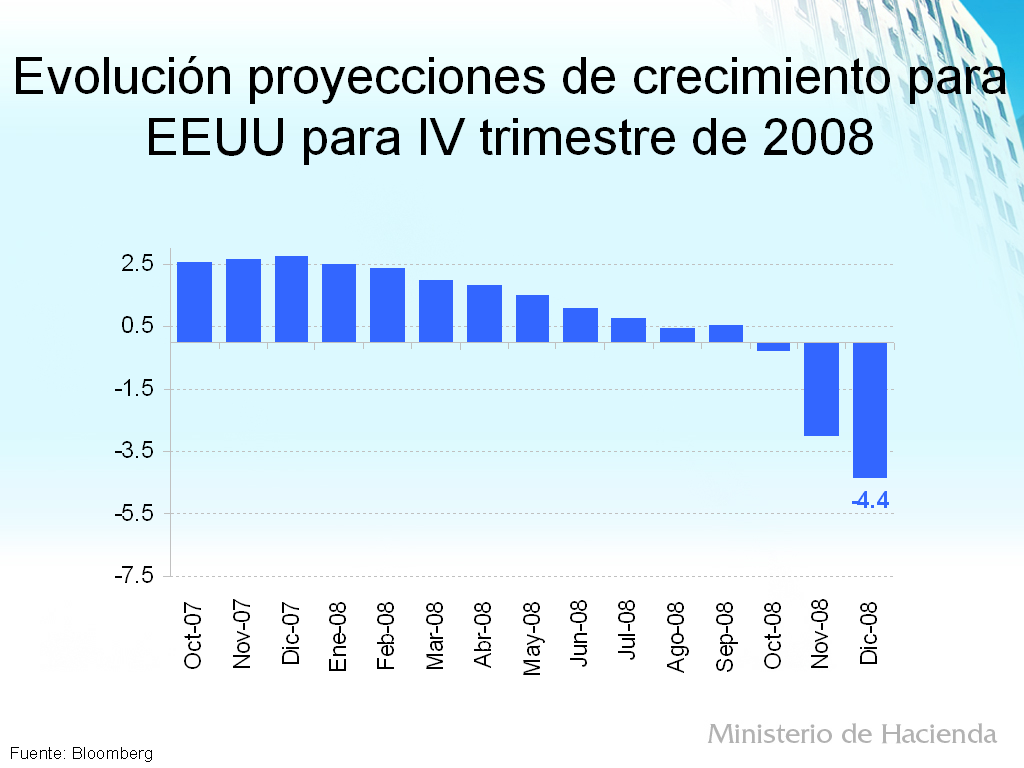 Evolución proyecciones de crecimiento para
EEUU para IV trimestre de 2008
2.5
0.5
-1.5
-3.5
-5.5
-7.5
-4.4
Oct-07
Nov-07
Dic-07
Ene-08
Feb-08
Mar-08
Abr-08
May-08
Jun-08
Jul-08
Ago-08
Sep-08
Oct-08
Nov-08
Dic-08
Ministerio de Hacienda
Fuente: Bloomberg